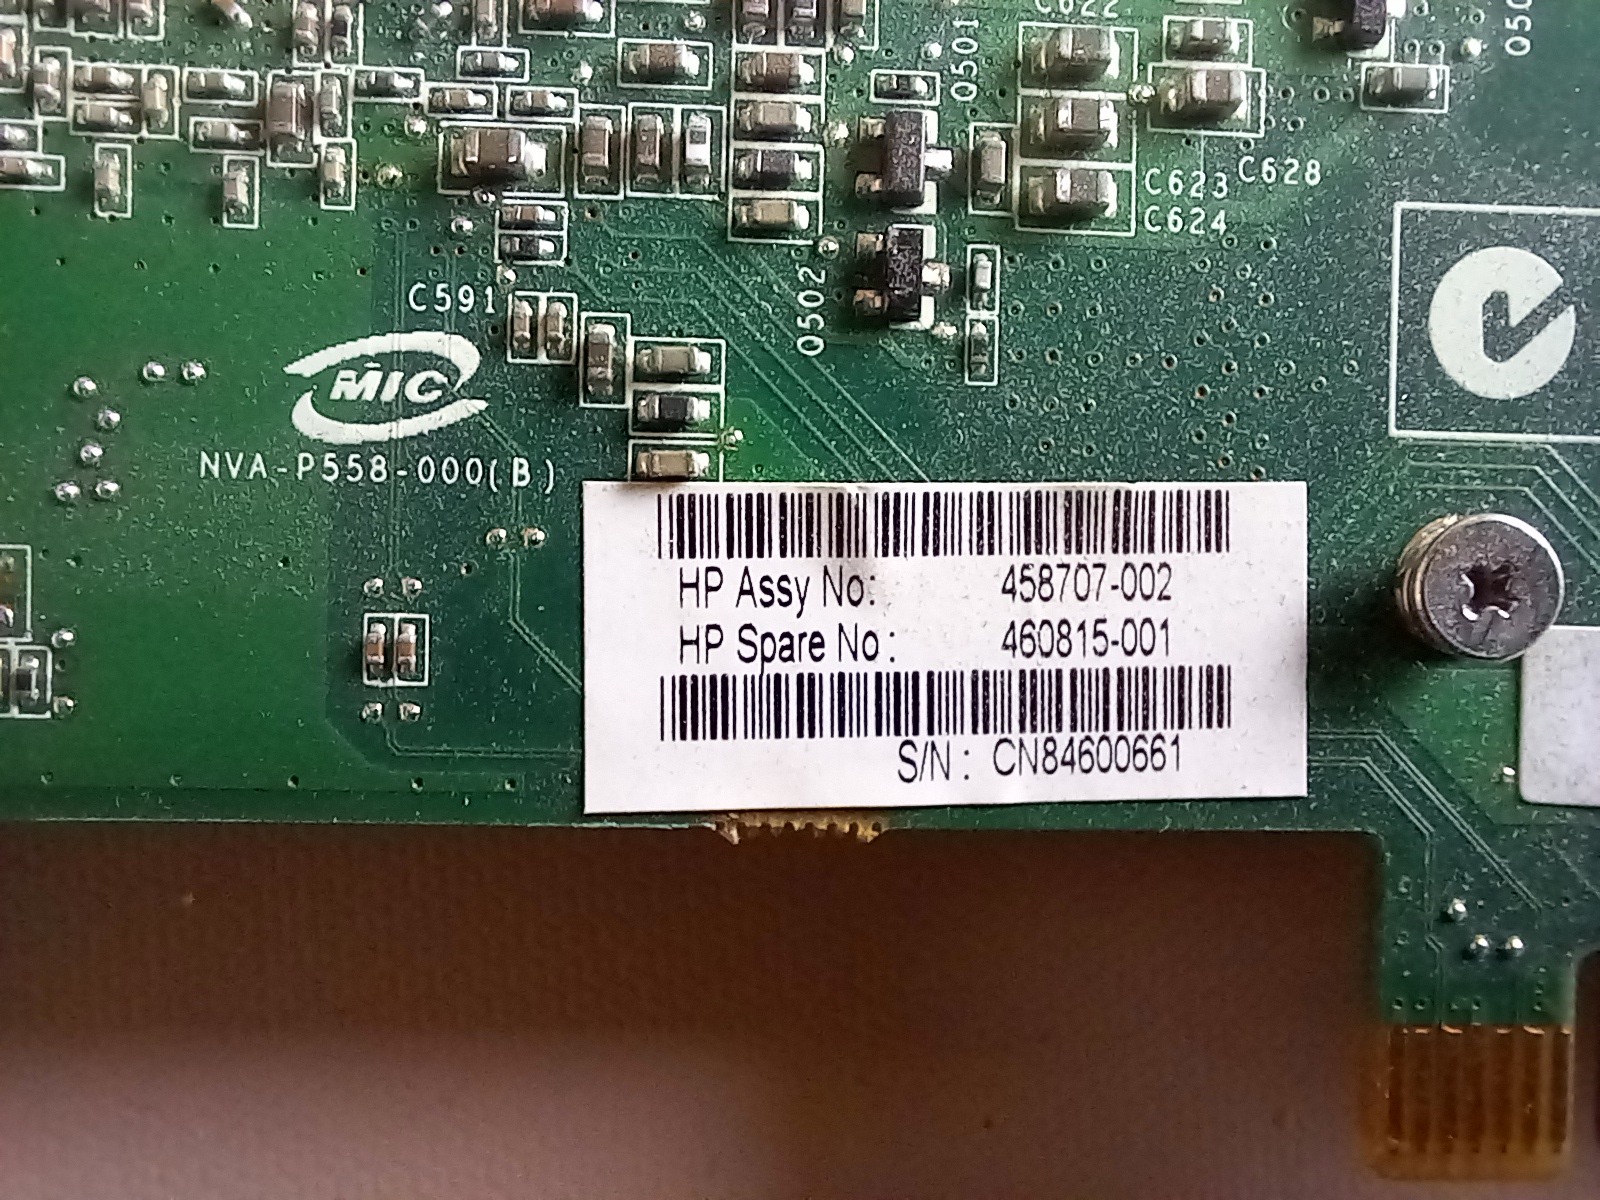 C622
0501
C623
C628
C624
0502
C591
MIC
NVA-P558-000(B)
HP Assy No: 458707-002
HP Spare No: 460815-001
S/N: CN84600661